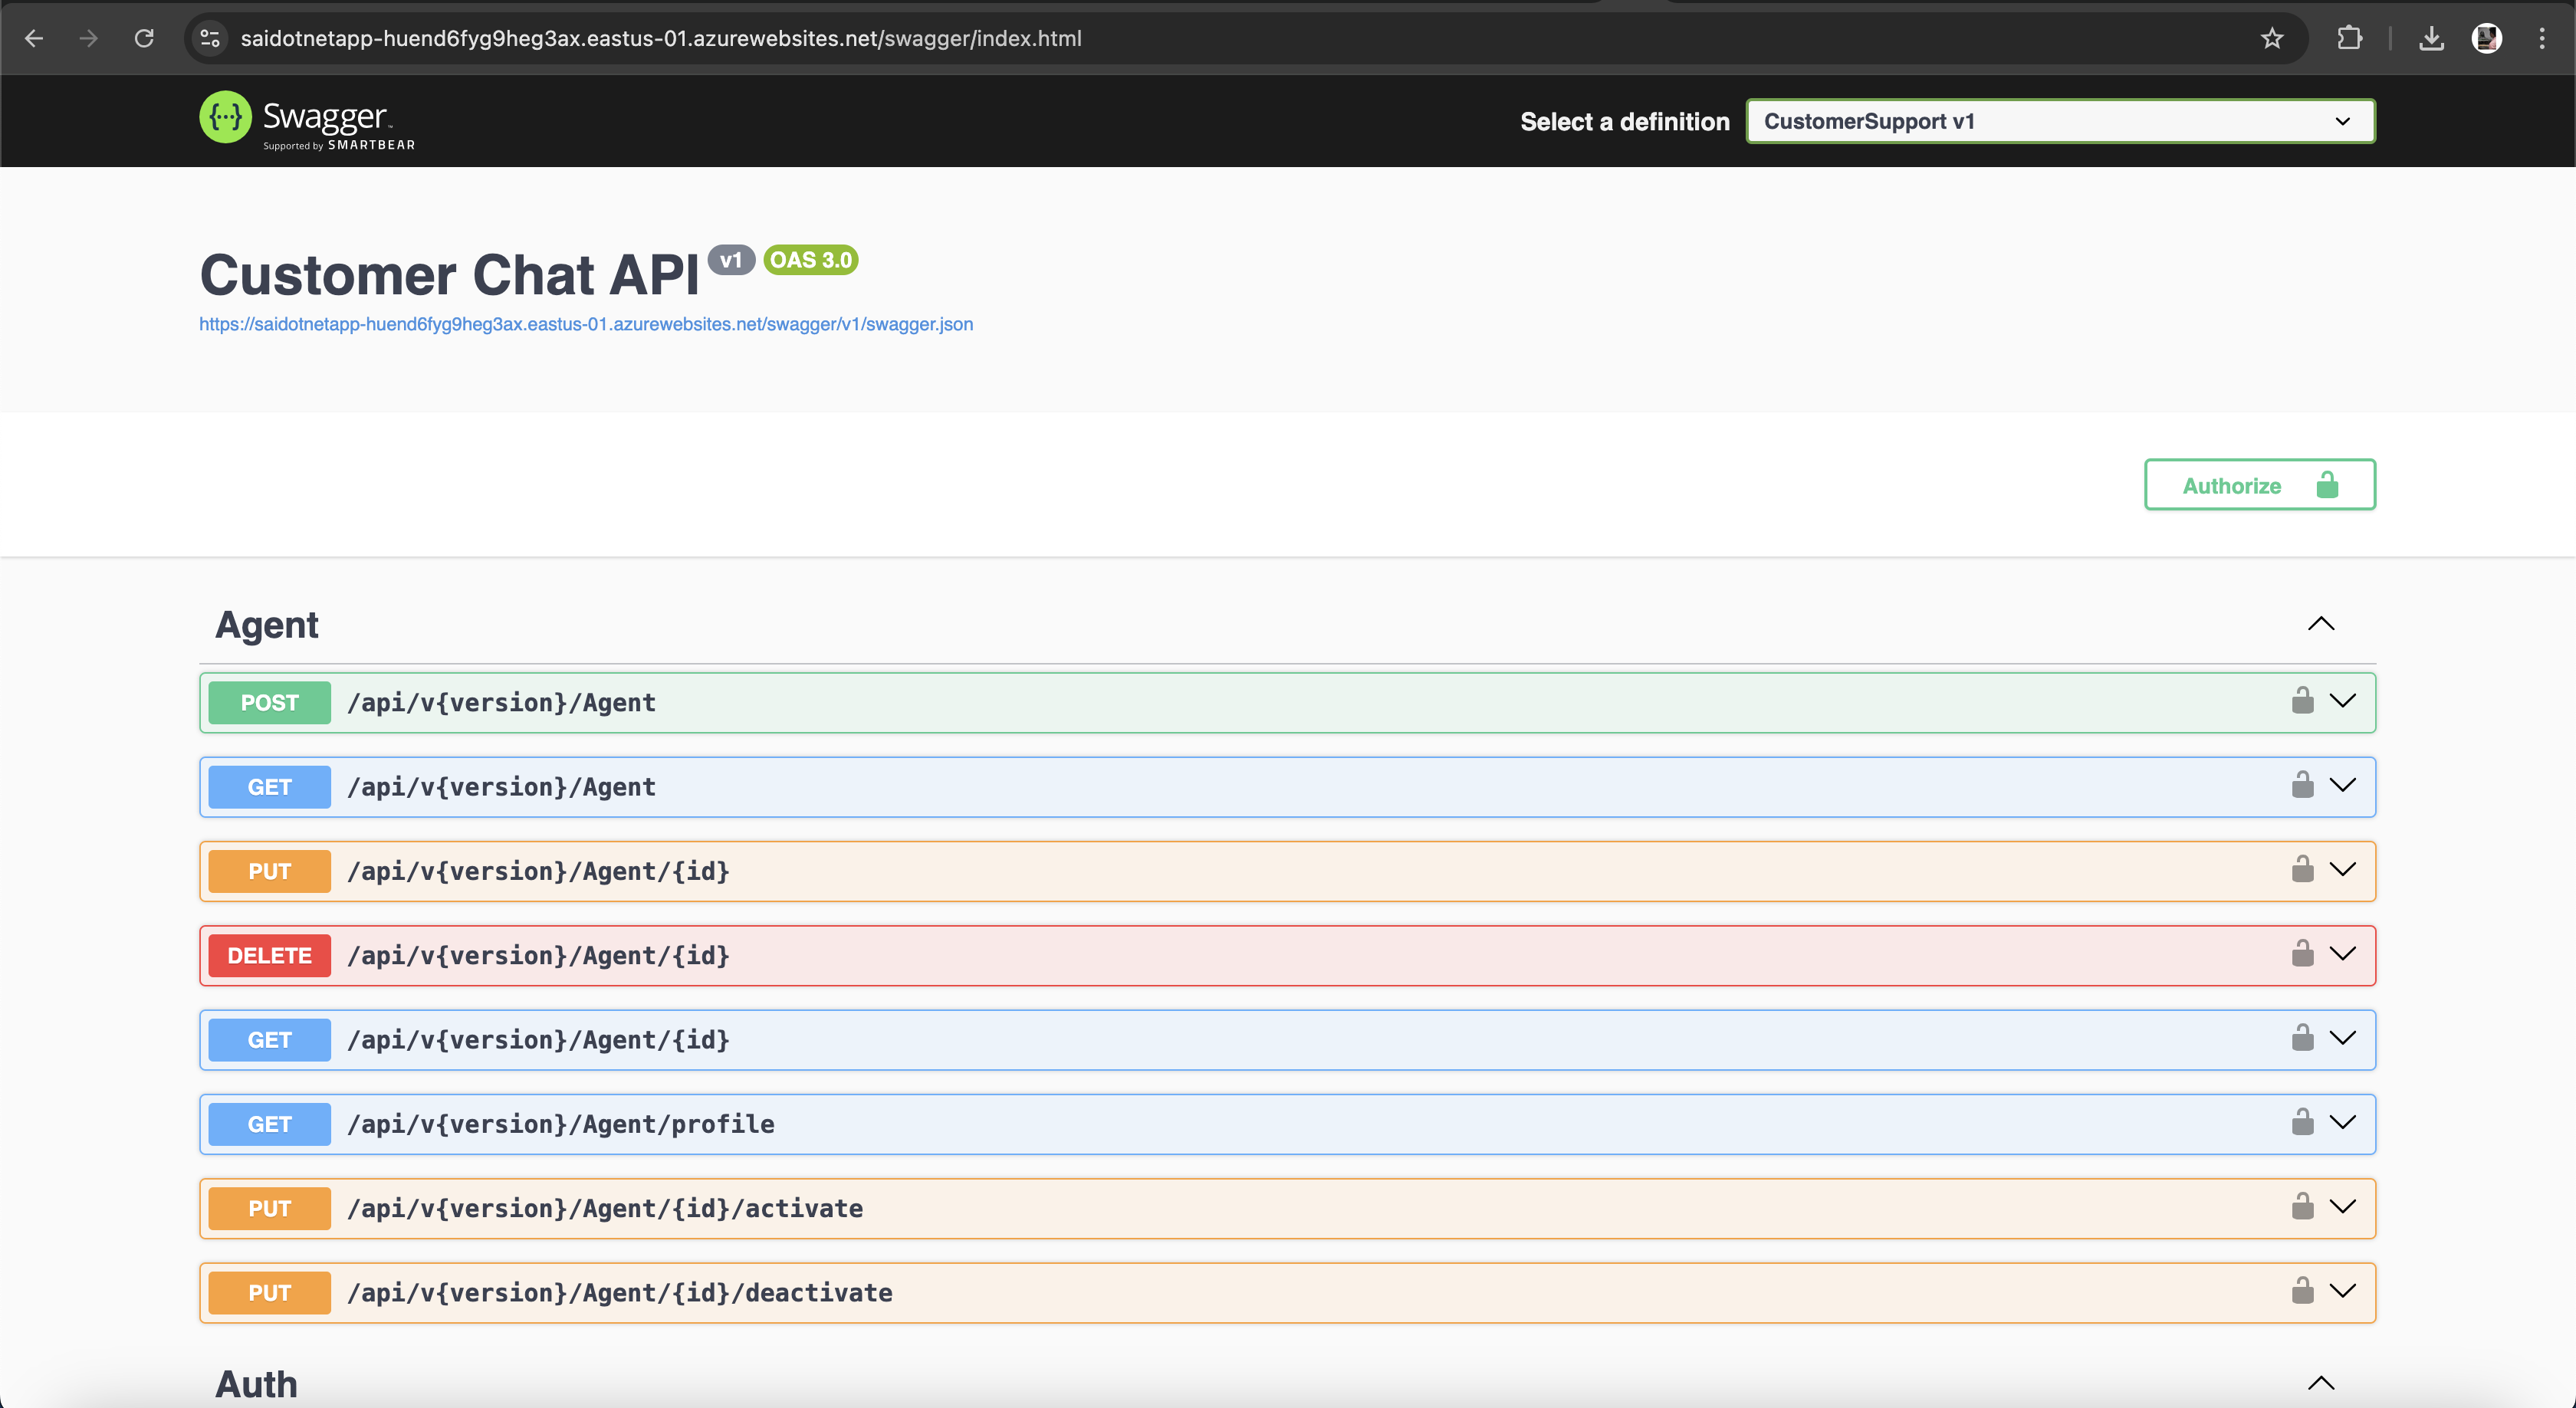 saidotnetapp-huend6fyg9heg3ax.eastus-01.azurewebsites.net/swagger/index.html
{···} Swagger™
Supported by SMARTBEAR
Select a definition
CustomerSupport v1
Customer Chat API v1 OAS 3.0
https://saidotnetapp-huend6fyg9heg3ax.eastus-01.azurewebsites.net/swagger/v1/swagger.json
Authorize
Agent
POST /api/v{version}/Agent
GET /api/v{version}/Agent
PUT /api/v{version}/Agent/{id}
DELETE /api/v{version}/Agent/{id}
GET /api/v{version}/Agent/{id}
GET /api/v{version}/Agent/profile
PUT /api/v{version}/Agent/{id}/activate
PUT /api/v{version}/Agent/{id}/deactivate
Auth